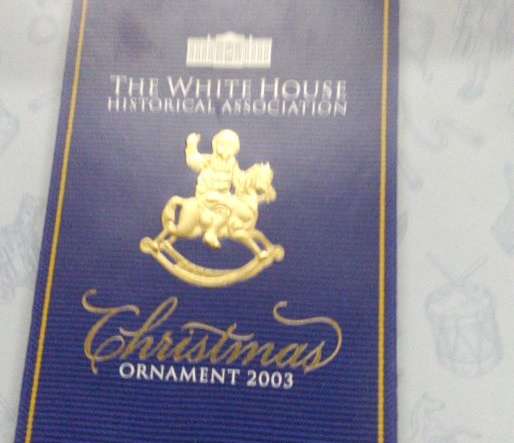 THE WHITE HOUSE
HISTORICAL ASSOCIATION
Christmas
ORNAMENT 2003